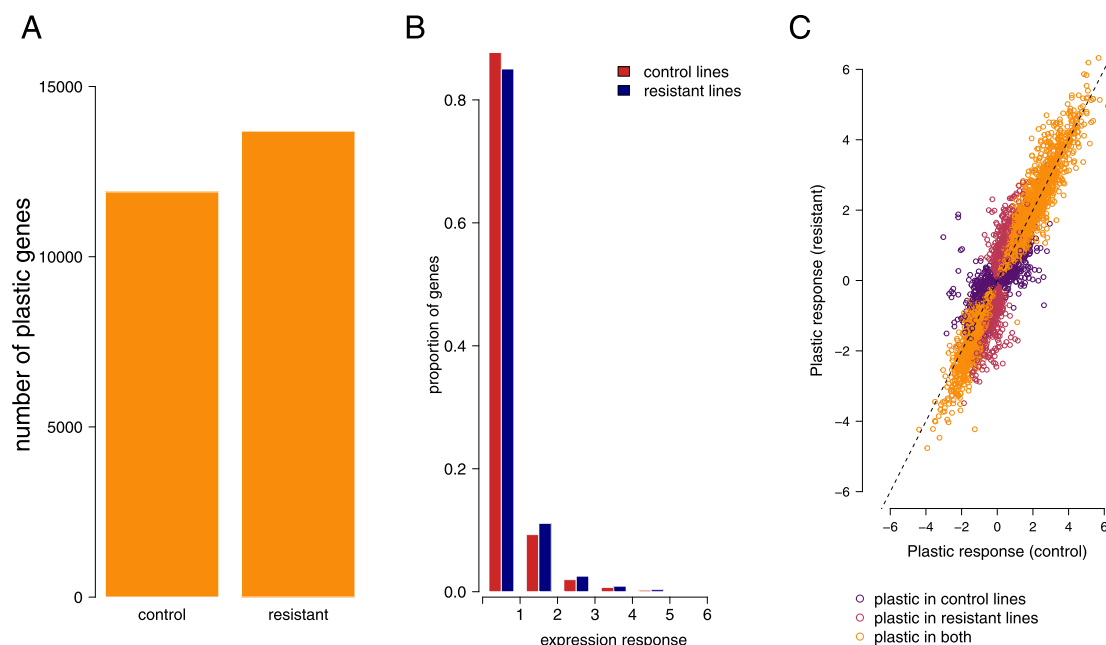 A
number of plastic genes
15000
10000
5000
0
control
resistant
B
proportion of genes
0.8
0.6
0.4
0.2
0.0
control lines
resistant lines
1 2 3 4 5 6
expression response
C
Plastic response (resistant)
6
4
2
0
−2
−4
−6
−6 −4 −2 0 2 4 6
Plastic response (control)
plastic in control lines
plastic in resistant lines
plastic in both